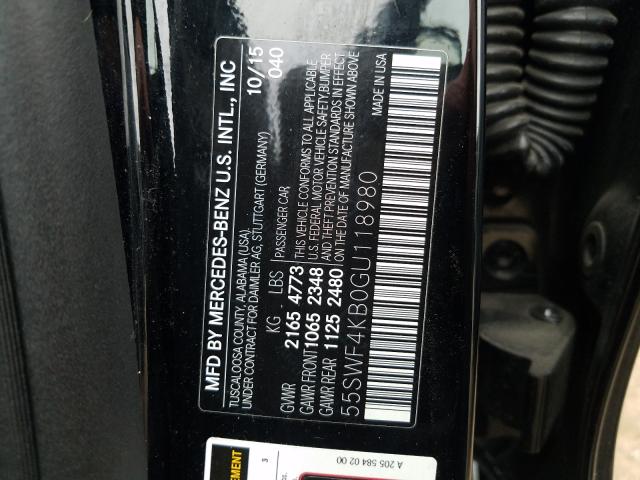 MFD BY MERCEDES-BENZ U.S. INTL., INC
10/15
TUSCALOOSA COUNTY, ALABAMA (USA)
040
UNDER CONTRACT FOR DAIMLER AG, STUTTGART (GERMANY)
KG LBS PASSENGER CAR
GVWR 2165 4773
GAWR FRONT 1065 2348
GAWR REAR 1125 2480
THIS VEHICLE CONFORMS TO ALL APPLICABLE
U.S. FEDERAL MOTOR VEHICLE SAFETY, BUMPER
AND THEFT PREVENTION STANDARDS IN EFFECT
ON THE DATE OF MANUFACTURE SHOWN ABOVE
55SWF4KB0GU118980
MADE IN USA
A 205 584 02 00
3